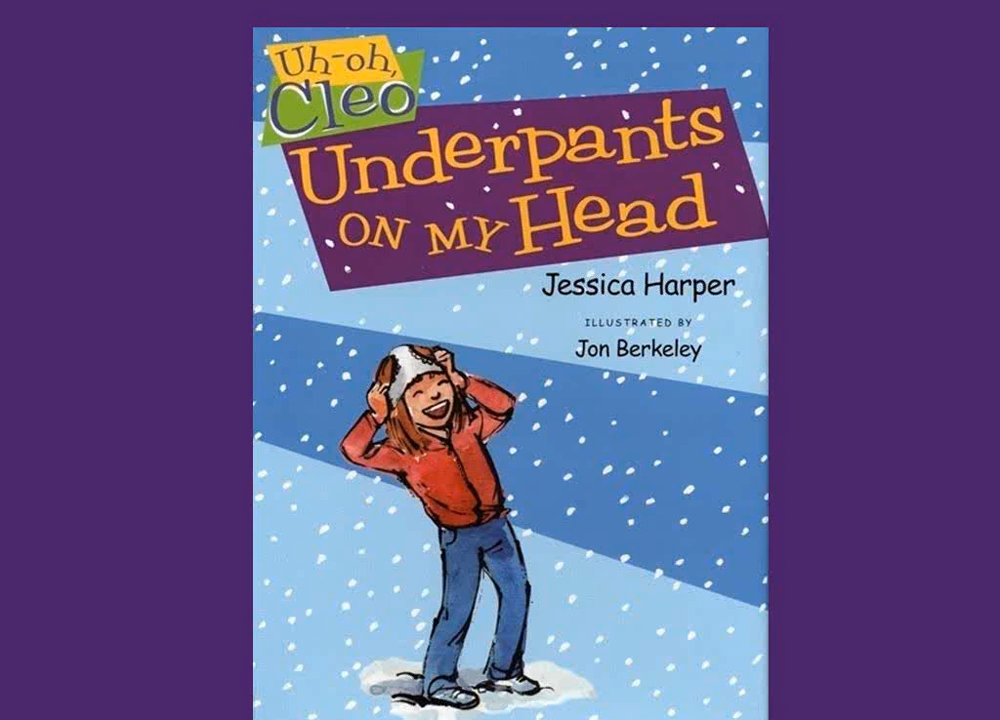 Uh-oh,
Cleo
Underpants
ON MY Head
Jessica Harper
ILLUSTRATED BY
Jon Berkeley